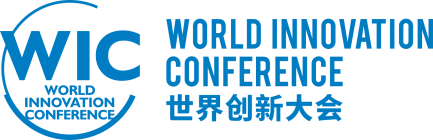 WIC
WORLD
INNOVATION
CONFERENCE
WORLD INNOVATION
CONFERENCE
世界创新大会